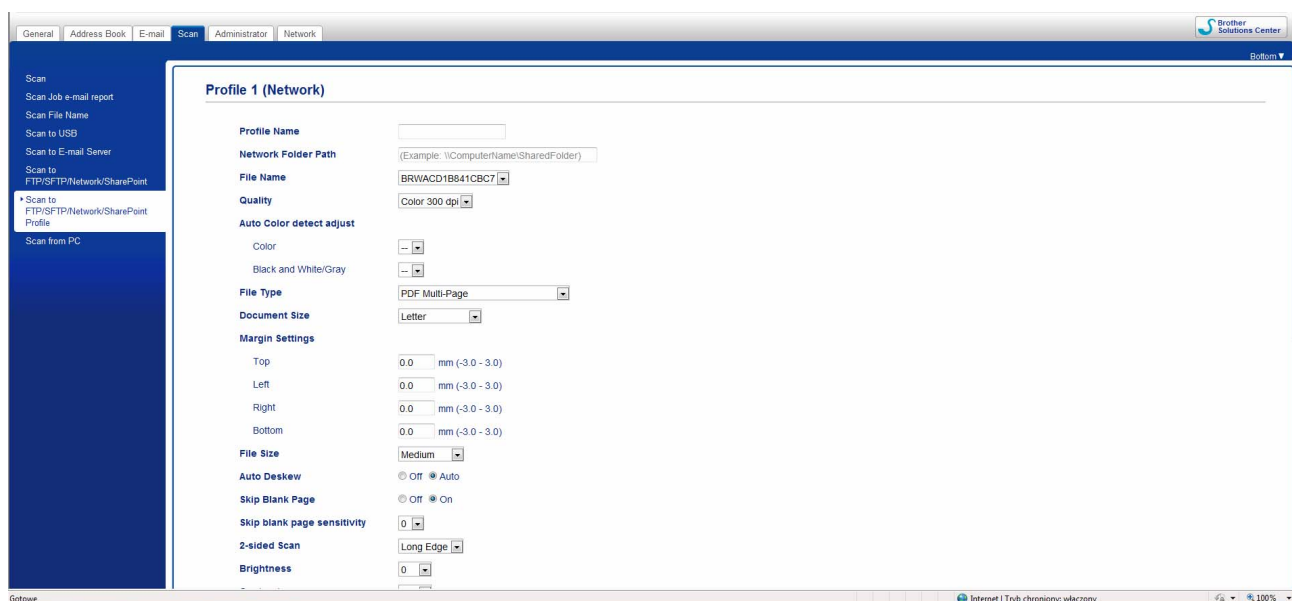 General Address Book E-mail Scan Administrator Network
Brother
Solutions Center
Bottom▼
Scan
Scan Job e-mail report
Scan File Name
Scan to USB
Scan to E-mail Server
Scan to
FTP/SFTP/Network/SharePoint
Scan to
FTP/SFTP/Network/SharePoint
Profile
Scan from PC
Profile 1 (Network)
Profile Name
Network Folder Path (Example: \\ComputerName\SharedFolder)
File Name BRWACD1B841CBC7
Quality Color 300 dpi
Auto Color detect adjust
Color --
Black and White/Gray --
File Type PDF Multi-Page
Document Size Letter
Margin Settings
Top 0.0 mm (-3.0 - 3.0)
Left 0.0 mm (-3.0 - 3.0)
Right 0.0 mm (-3.0 - 3.0)
Bottom 0.0 mm (-3.0 - 3.0)
File Size Medium
Auto Deskew Off Auto
Skip Blank Page Off On
Skip blank page sensitivity 0
2-sided Scan Long Edge
Brightness 0
Gotowe Internet | Tryb chroniony: włączony 100%